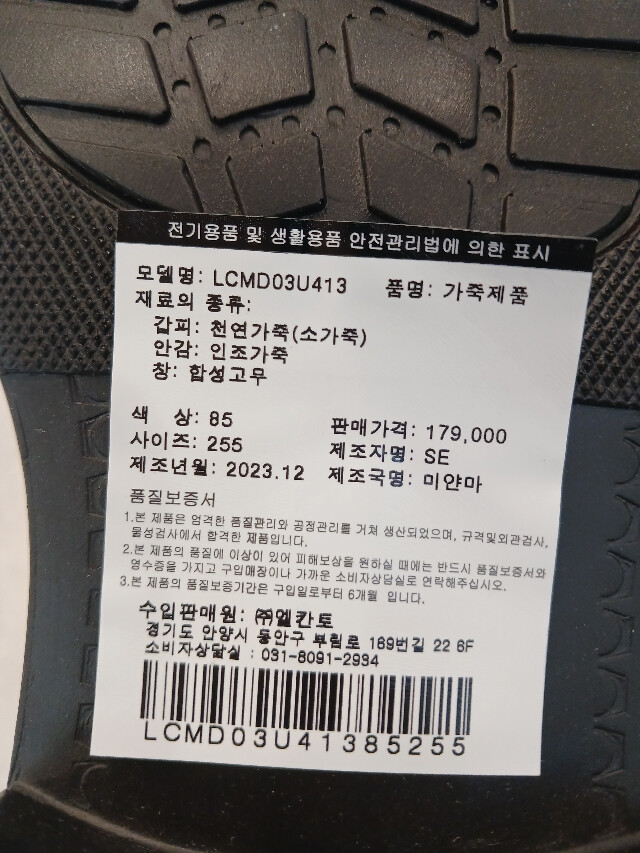 전기용품 및 생활용품 안전관리법에 의한 표시
모델명: LCMD03U413 품명: 가죽제품
재료의 종류:
갑피: 천연가죽(소가죽)
안감: 인조가죽
창: 합성고무
색 상: 85 판매가격: 179,000
사이즈: 255 제조자명: SE
제조년월: 2023.12 제조국명: 미얀마
품질보증서
1.본 제품은 엄격한 품질관리와 공정관리를 거쳐 생산되었으며, 규격및외관검사,
물성검사에서 합격한 제품입니다.
2.본 제품의 품질에 이상이 있어 피해보상을 원하실 때에는 반드시 품질보증서와
영수증을 가지고 구입매장이나 가까운 소비자상담실로 연락해주십시오.
3.본 제품의 품질보증기간은 구입일로부터 6개월 입니다.
수입판매원: ㈜엘칸토
경기도 안양시 동안구 부림로 169번길 22 6F
소비자상담실 : 031-8091-2934
LCMD03U41385255